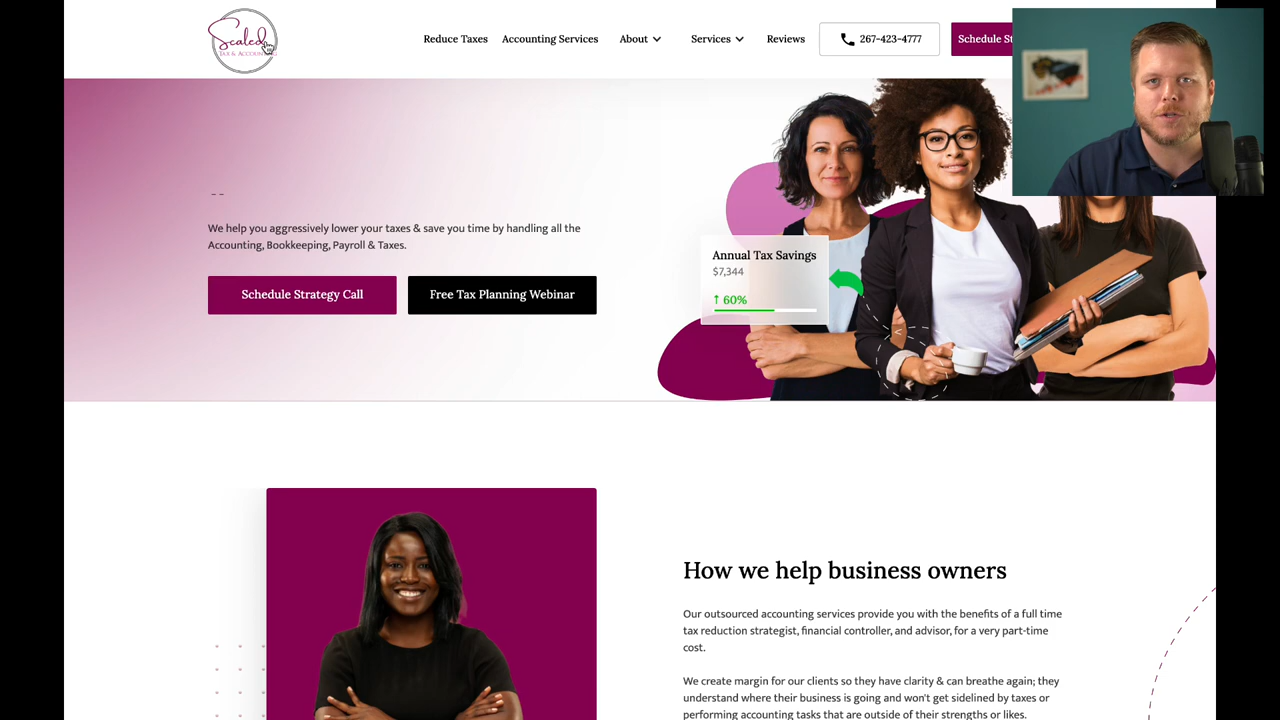 Scaled
TAX & ACCOUN
Reduce Taxes
Accounting Services
About
Services
Reviews
267-423-4777
Schedule St
--
We help you aggressively lower your taxes & save you time by handling all the
Accounting, Bookkeeping, Payroll & Taxes.
Schedule Strategy Call
Free Tax Planning Webinar
Annual Tax Savings
$7,344
↑ 60%
<
How we help business owners
Our outsourced accounting services provide you with the benefits of a full time
tax reduction strategist, financial controller, and advisor, for a very part-time
cost.
We create margin for our clients so they have clarity & can breathe again; they
understand where their business is going and won't get sidelined by taxes or
performing accounting tasks that are outside of their strengths or likes.